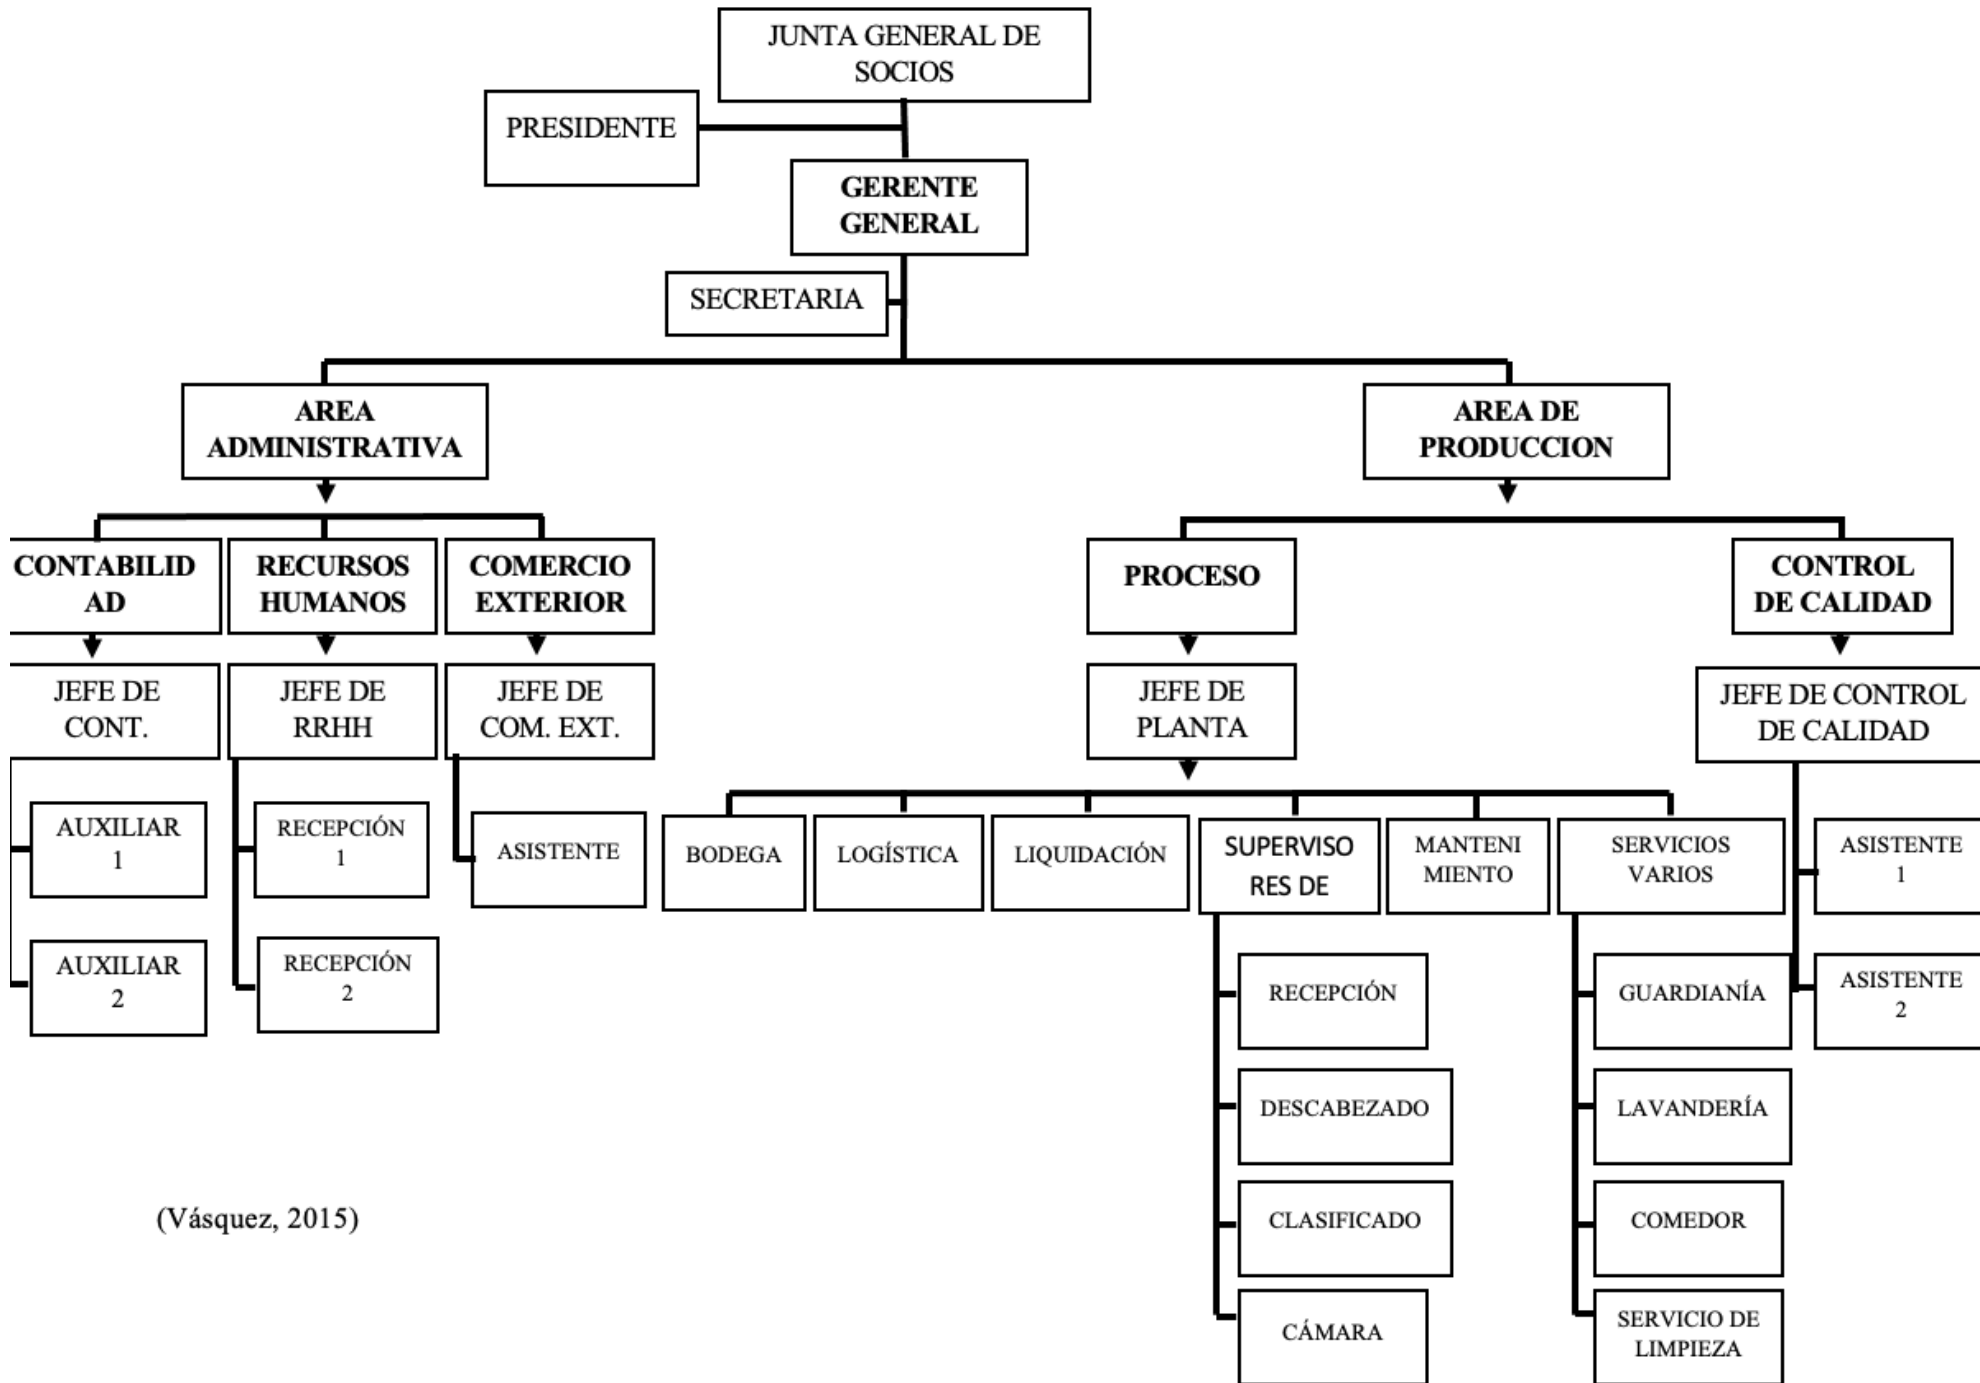 JUNTA GENERAL DE
SOCIOS
PRESIDENTE
GERENTE
GENERAL
SECRETARIA
AREA
ADMINISTRATIVA
AREA DE
PRODUCCION
CONTABILID
AD
RECURSOS
HUMANOS
COMERCIO
EXTERIOR
PROCESO
CONTROL
DE CALIDAD
JEFE DE
CONT.
JEFE DE
RRHH
JEFE DE
COM. EXT.
JEFE DE
PLANTA
JEFE DE CONTROL
DE CALIDAD
AUXILIAR
1
RECEPCIÓN
1
ASISTENTE
BODEGA
LOGÍSTICA
LIQUIDACIÓN
SUPERVISO
RES DE
MANTENI
MIENTO
SERVICIOS
VARIOS
ASISTENTE
1
AUXILIAR
2
RECEPCIÓN
2
RECEPCIÓN
GUARDIANÍA
ASISTENTE
2
DESCABEZADO
LAVANDERÍA
CLASIFICADO
COMEDOR
CÁMARA
SERVICIO DE
LIMPIEZA
(Vásquez, 2015)